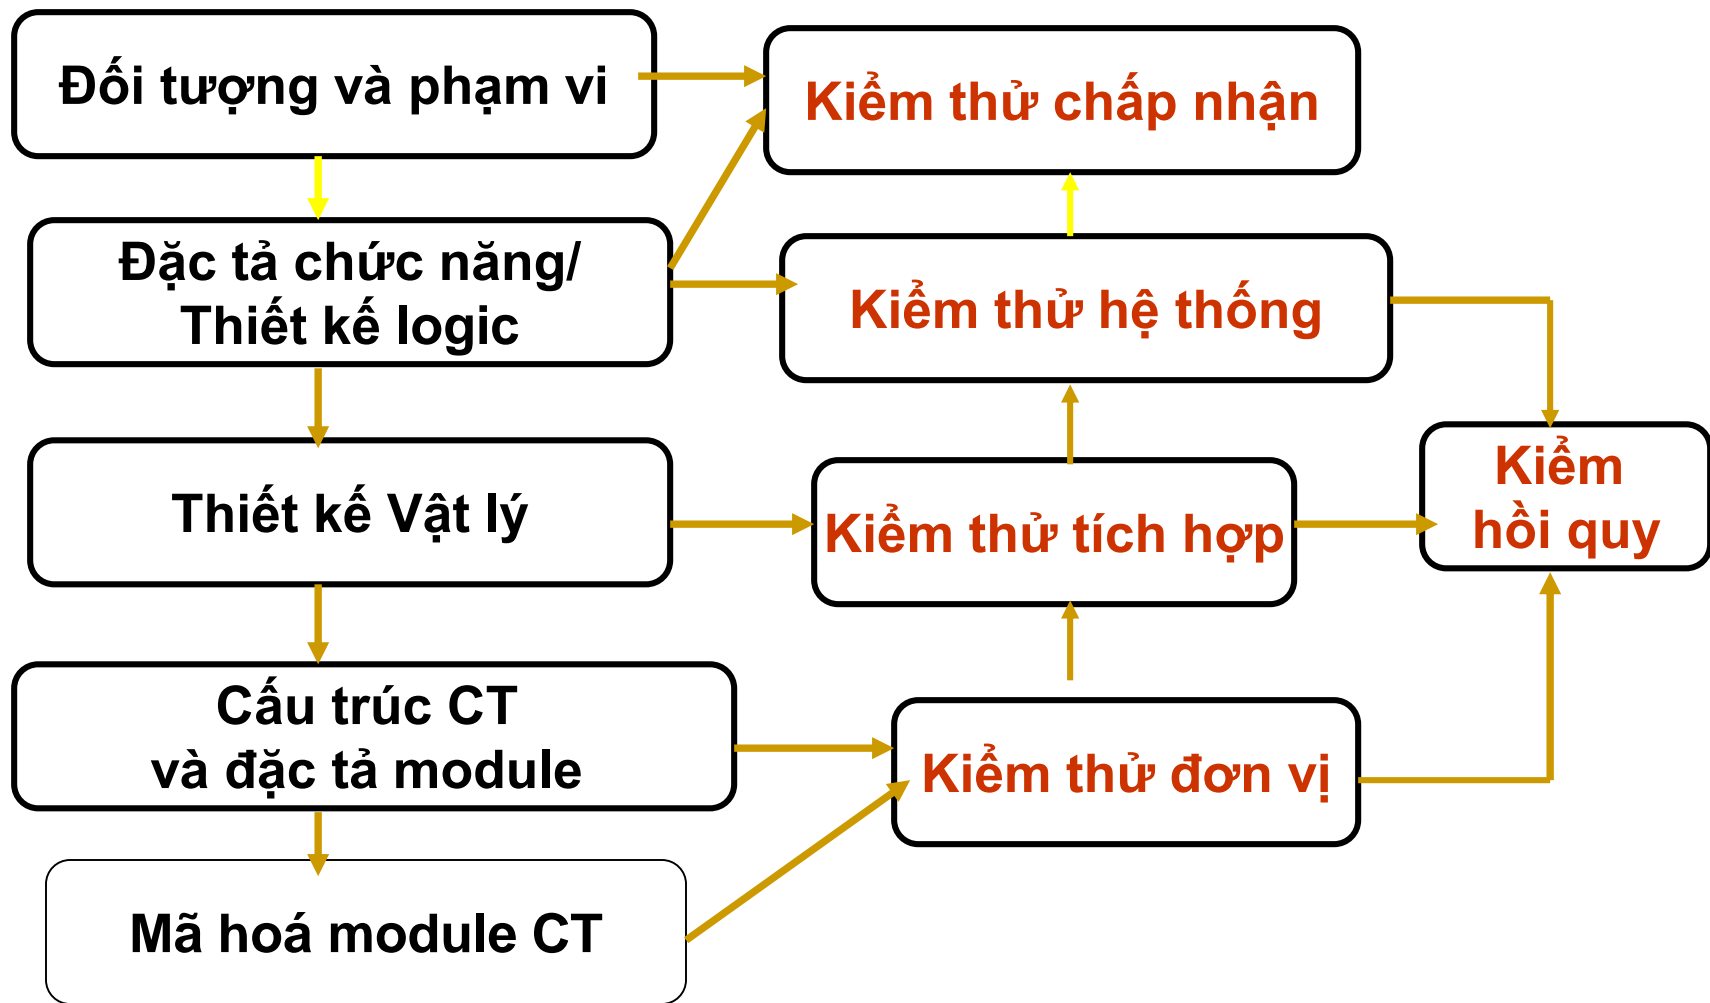 Đối tượng và phạm vi
Kiểm thử chấp nhận
Đặc tả chức năng/
Thiết kế logic
Kiểm thử hệ thống
Thiết kế Vật lý
Kiểm thử tích hợp
Kiểm
hồi quy
Cấu trúc CT
và đặc tả module
Kiểm thử đơn vị
Mã hoá module CT